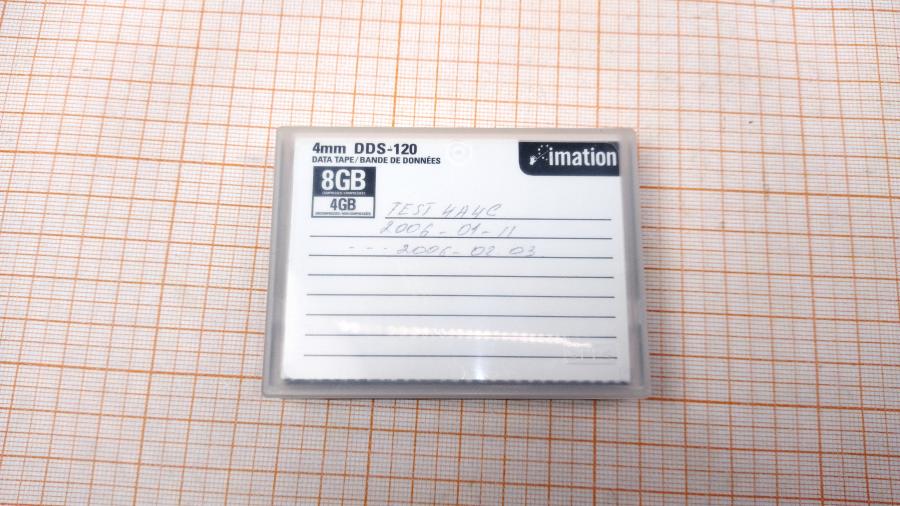 4mm DDS-120
DATA TAPE/BANDE DE DONNÉES
imation
8GB
4GB
TEST 4A4C
2006-01-11
--- 2006-02 03